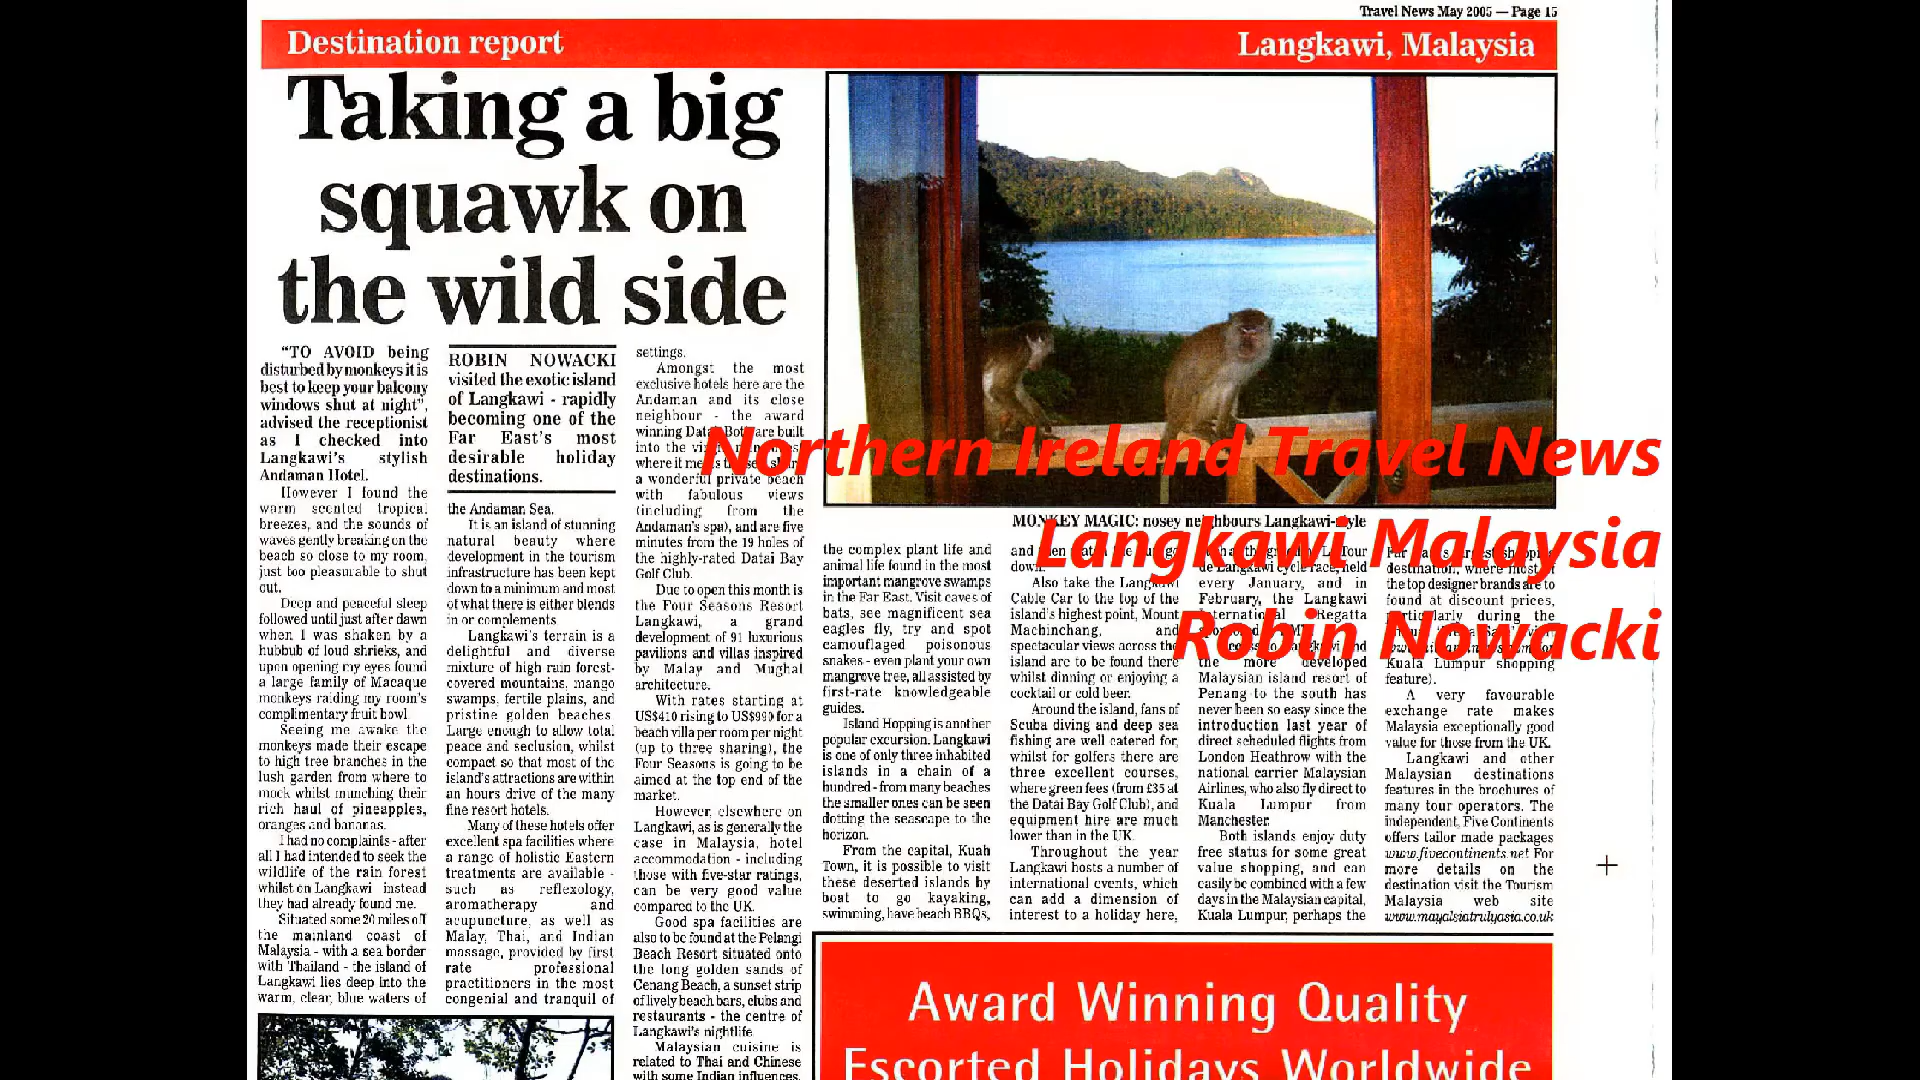 Travel News May 2005 — Page 15
Destination report
Langkawi, Malaysia
Taking a big
squawk on
the wild side
"TO AVOID being
disturbed by monkeys it is
best to keep your balcony
windows shut at night",
advised the receptionist
as I checked into
Langkawi's stylish
Andaman Hotel.
However I found the
warm scented tropical
breezes, and the sounds of
waves gently breaking on the
beach so close to my room,
just too pleasurable to shut
out.
Deep and peaceful sleep
followed until just after dawn
when I was shaken by a
hubbub of loud shrieks, and
upon opening my eyes found
a large family of Macaque
monkeys raiding my room's
complimentary fruit bowl.
Seeing me awake the
monkeys made their escape
to high tree branches in the
lush garden from where to
mock whilst munching their
rich haul of pineapples,
oranges and bananas.
I had no complaints - after
all I had intended to seek the
wildlife of the rain forest
whilst on Langkawi instead
they had already found me.
Situated some 20 miles off
the mainland coast of
Malaysia - with a sea border
with Thailand - the island of
Langkawi lies deep into the
warm, clear, blue waters of
ROBIN NOWACKI
visited the exotic island
of Langkawi - rapidly
becoming one of the
Far East's most
desirable holiday
destinations.
the Andaman Sea.
It is an island of stunning
natural beauty where
development in the tourism
infrastructure has been kept
down to a minimum and most
of what there is either blends
in or complements
Langkawi's terrain is a
delightful and diverse
mixture of high rain forest-
covered mountains, mango
swamps, fertile plains, and
pristine golden beaches.
Large enough to allow total
peace and seclusion, whilst
compact so that most of the
island's attractions are within
an hours drive of the many
fine resort hotels.
Many of these hotels offer
excellent spa facilities where
a range of holistic Eastern
treatments are available -
such as reflexology,
aromatherapy and
acupuncture, as well as
Malay, Thai, and Indian
massage, provided by first
rate professional
practitioners in the most
congenial and tranquil of
settings.
Amongst the most
exclusive hotels here are the
Andaman and its close
neighbour - the award
winning Datai. Both are built
into the
where it
a wonderful private beach
with fabulous views
(including from the
Andaman's spa), and are five
minutes from the 19 holes of
the highly-rated Datai Bay
Golf Club.
Due to open this month is
the Four Seasons Resort
Langkawi, a grand
development of 91 luxurious
pavilions and villas inspired
by Malay and Mughal
architecture.
With rates starting at
US$410 rising to US$990 for a
beach villa per room per night
(up to three sharing), the
Four Seasons is going to be
aimed at the top end of the
market.
However, elsewhere on
Langkawi, as is generally the
case in Malaysia, hotel
accommodation - including
those with five-star ratings,
can be very good value
compared to the UK.
Good spa facilities are
also to be found at the Pelangi
Beach Resort situated onto
the long golden sands of
Cenang Beach, a sunset strip
of lively beach bars, clubs and
restaurants - the centre of
Langkawi's nightlife.
Malaysian cuisine is
related to Thai and Chinese
with some Indian influences,
Northern Ireland Travel News
Langkawi Malaysia
Robin Nowacki
MONKEY MAGIC: nosey neighbours Langkawi-style
the complex plant life and
animal life found in the most
important mangrove swamps
in the Far East. Visit caves of
bats, see magnificent sea
eagles fly, try and spot
camouflaged poisonous
snakes - even plant your own
mangrove tree, all assisted by
first-rate knowledgeable
guides.
Island Hopping is another
popular excursion. Langkawi
is one of only three inhabited
islands in a chain of a
hundred - from many beaches
the smaller ones can be seen
dotting the seascape to the
horizon.
From the capital, Kuah
Town, it is possible to visit
these deserted islands by
boat to go kayaking,
swimming, have beach BBQs,
and then
down.
Also take the Langkawi
Cable Car to the top of the
island's highest point, Mount
Machinchang, and
spectacular views across the
island are to be found there
whilst dinning or enjoying a
cocktail or cold beer.
Around the island, fans of
Scuba diving and deep sea
fishing are well catered for,
whilst for golfers there are
three excellent courses,
where green fees (from £35 at
the Datai Bay Golf Club), and
equipment hire are much
lower than in the UK.
Throughout the year
Langkawi hosts a number of
international events, which
can add a dimension of
interest to a holiday here,
de Langkawi cycle race, held
every January, and in
February, the Langkawi
International Regatta
the more developed
Malaysian island resort of
Penang to the south has
never been so easy since the
introduction last year of
direct scheduled flights from
London Heathrow with the
national carrier Malaysian
Airlines, who also fly direct to
Kuala Lumpur from
Manchester.
Both islands enjoy duty
free status for some great
value shopping, and can
easily be combined with a few
days in the Malaysian capital,
Kuala Lumpur, perhaps the
destination, where most of
the top designer brands are to
found at discount prices,
particularly during the
Kuala Lumpur shopping
feature).
A very favourable
exchange rate makes
Malaysia exceptionally good
value for those from the UK.
Langkawi and other
Malaysian destinations
features in the brochures of
many tour operators. The
independent, Five Continents
offers tailor made packages
www.fivecontinents.net For
more details on the
destination visit the Tourism
Malaysia web site
www.mayalsiatrulyasia.co.uk
Award Winning Quality
Escorted Holidays Worldwide